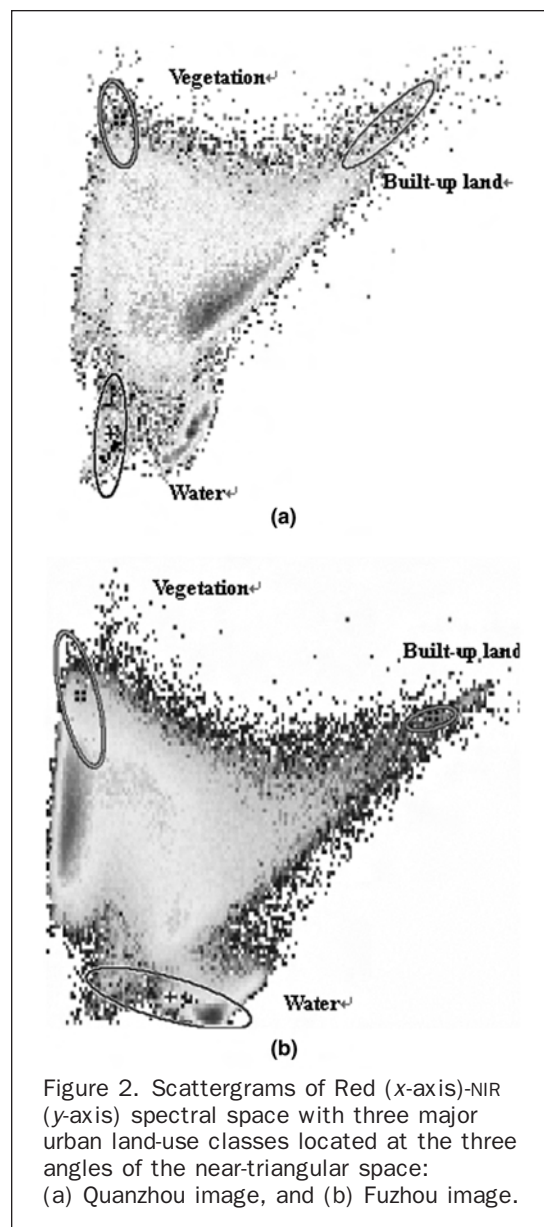 Vegetation↵
Built-up land↵
Water↵
(a)
Vegetation↵
Built-up land
Water↵
(b)
Figure 2. Scattergrams of Red (x-axis)-NIR
(y-axis) spectral space with three major
urban land-use classes located at the three
angles of the near-triangular space:
(a) Quanzhou image, and (b) Fuzhou image.